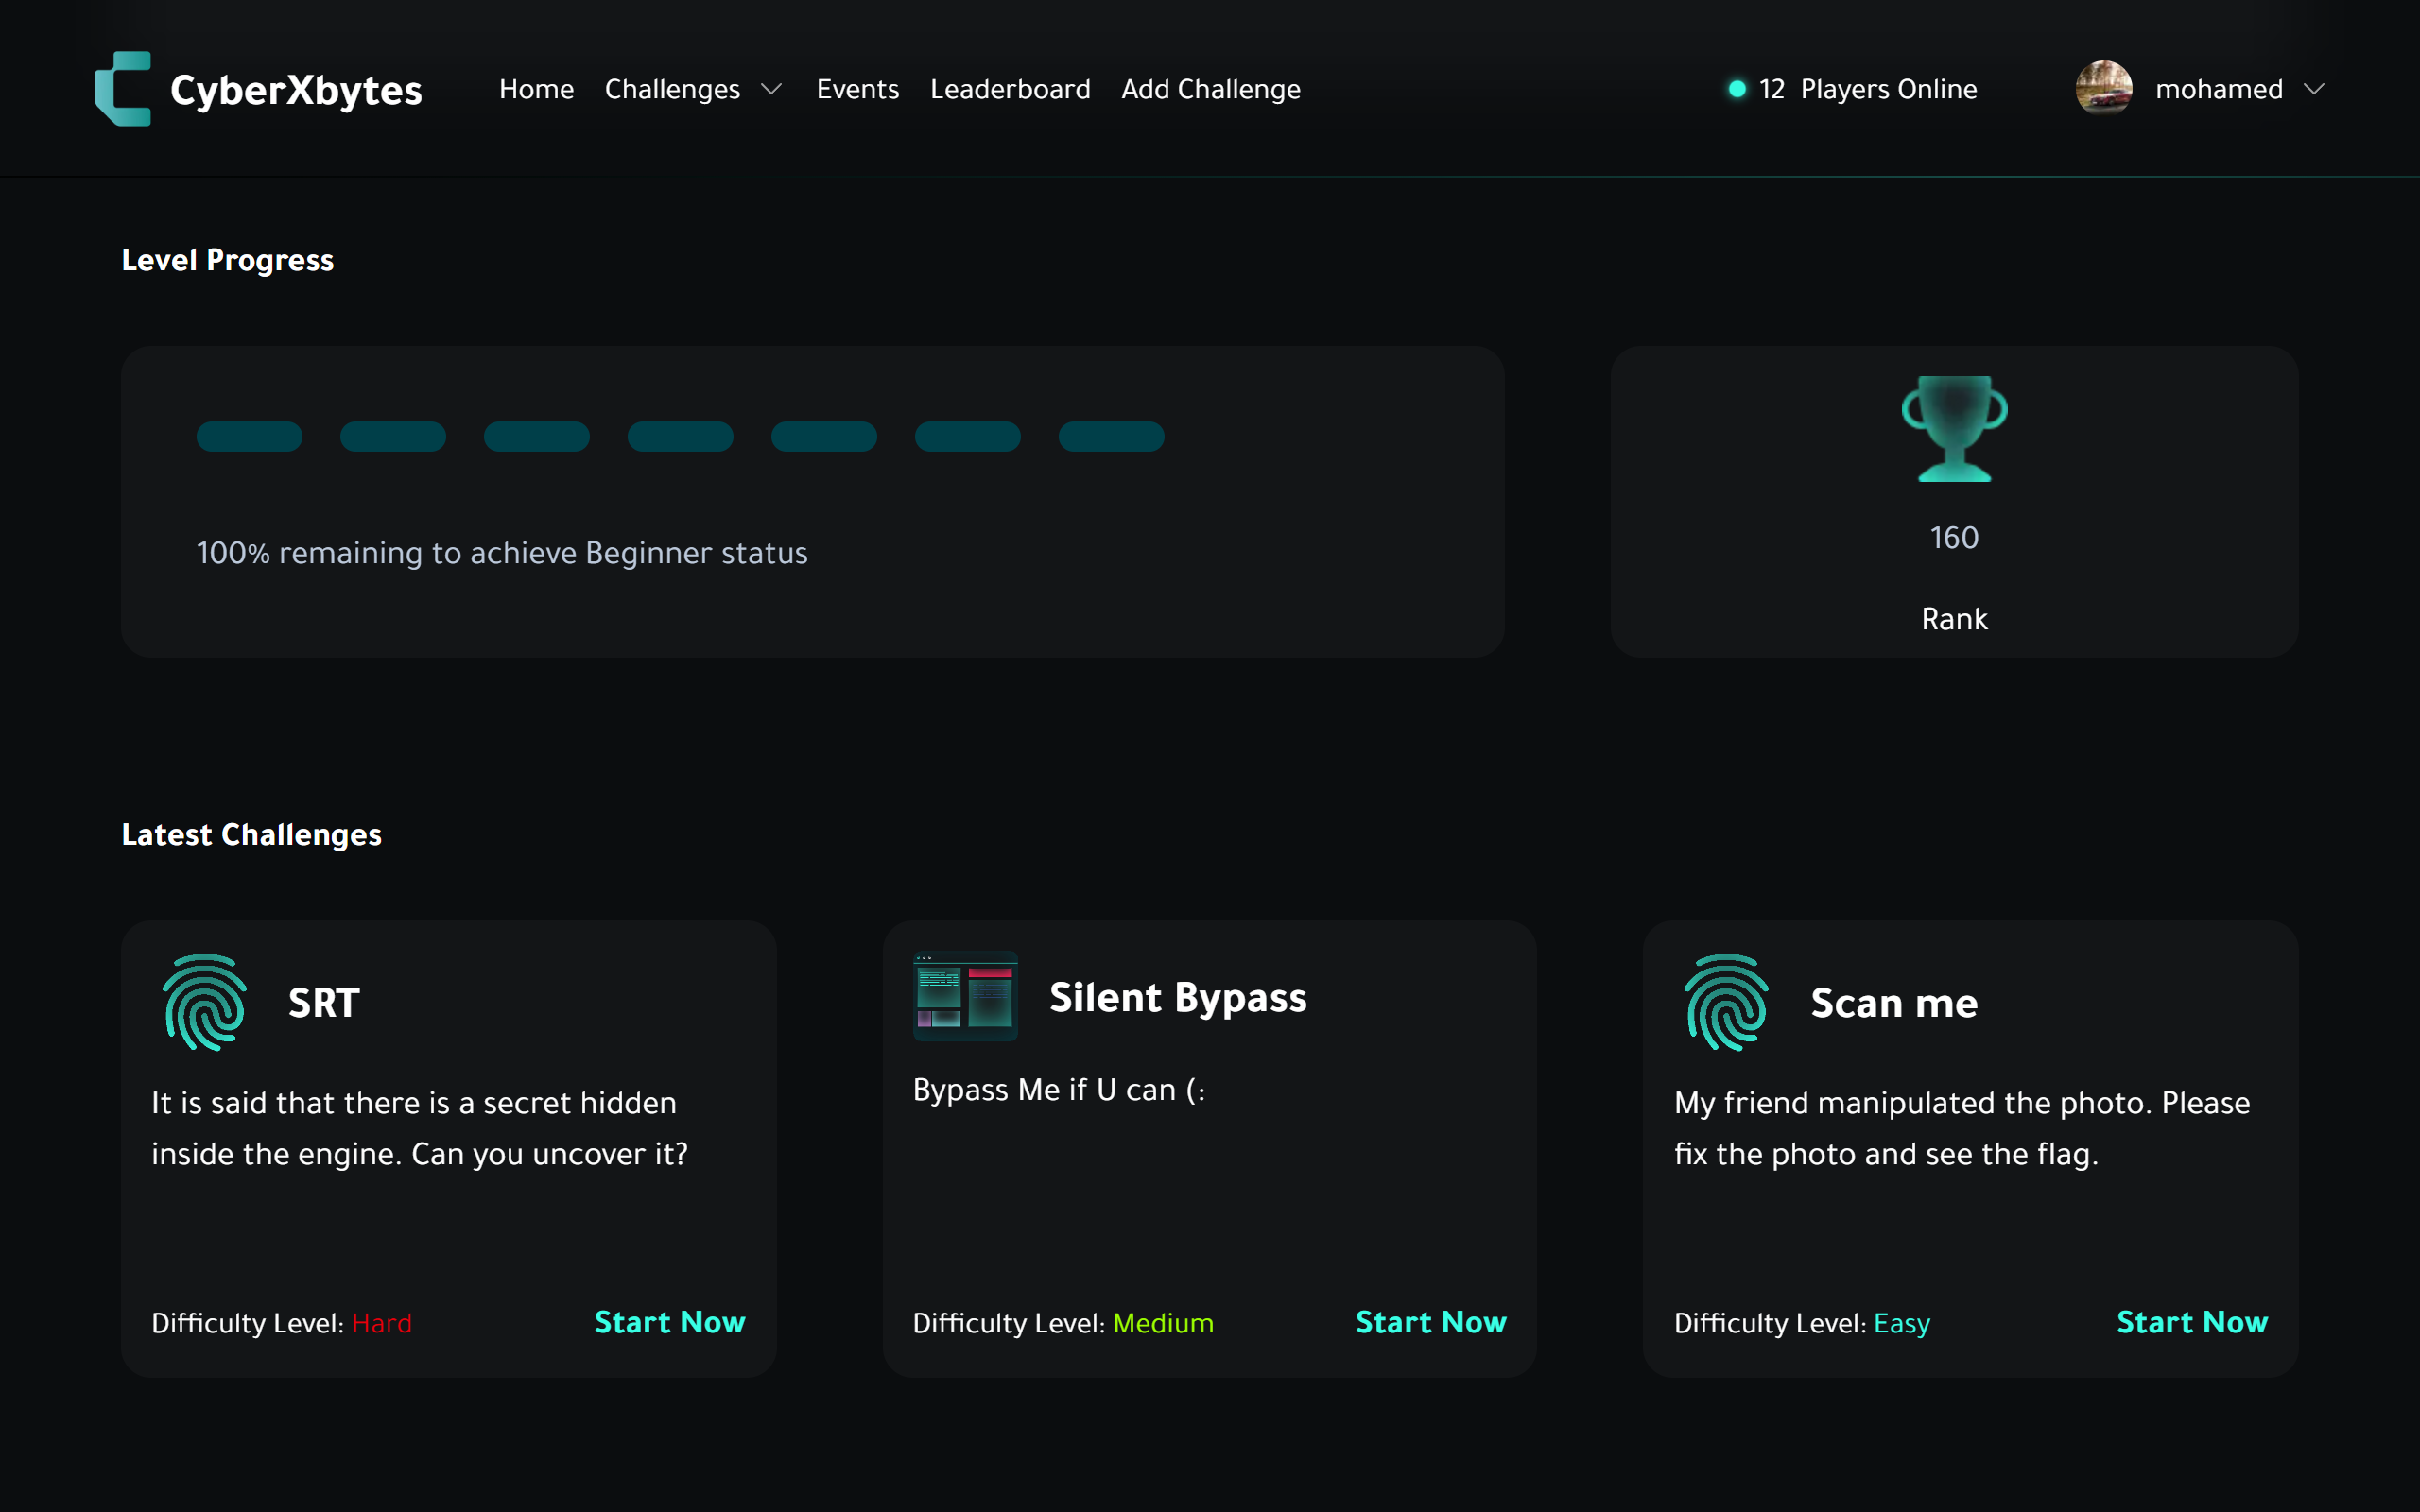 CyberXbytes
Home
Challenges
Events
Leaderboard
Add Challenge
12 Players Online
mohamed
Level Progress
100% remaining to achieve Beginner status
160
Rank
Latest Challenges
SRT
It is said that there is a secret hidden
inside the engine. Can you uncover it?
Difficulty Level: Hard
Start Now
Silent Bypass
Bypass Me if U can (:
Difficulty Level: Medium
Start Now
Scan me
My friend manipulated the photo. Please
fix the photo and see the flag.
Difficulty Level: Easy
Start Now